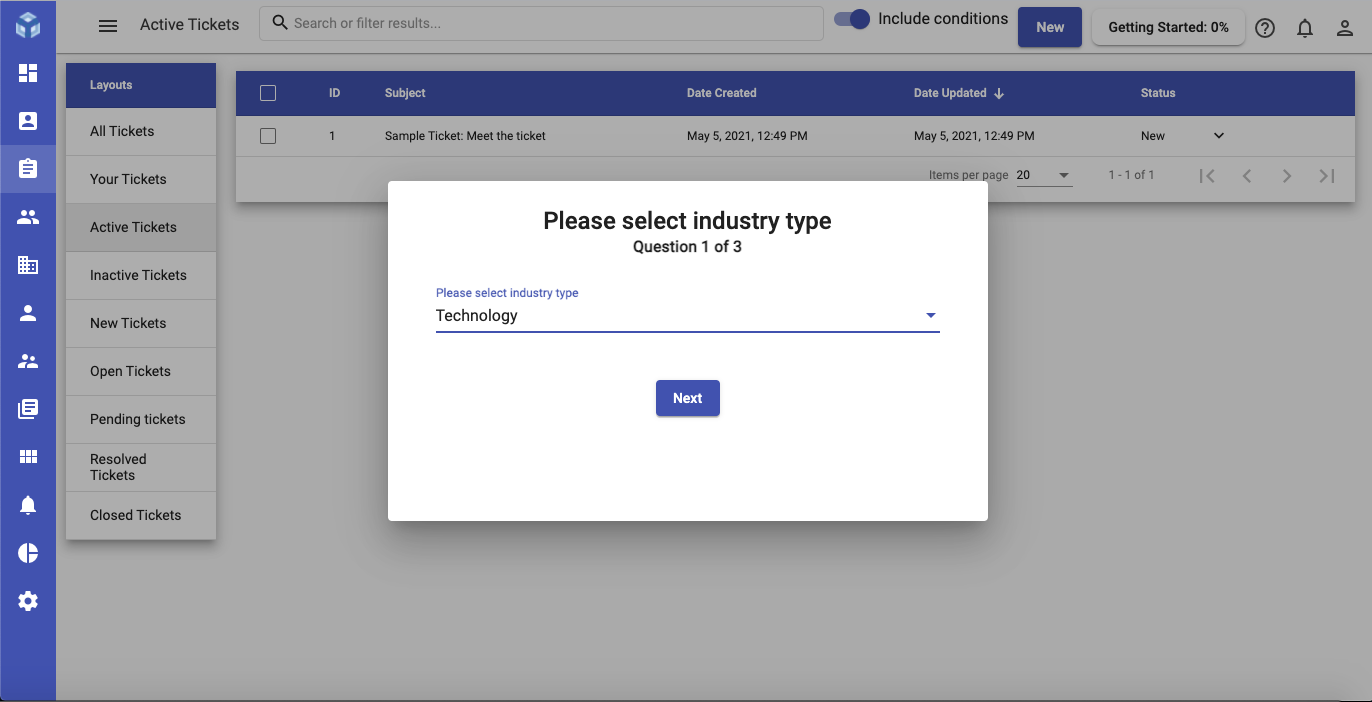 Active Tickets
Search or filter results...
Include conditions
New
Getting Started: 0%
Layouts
All Tickets
Your Tickets
Active Tickets
Inactive Tickets
New Tickets
Open Tickets
Pending tickets
Resolved
Tickets
Closed Tickets
ID Subject Date Created Date Updated Status
1 Sample Ticket: Meet the ticket May 5, 2021, 12:49 PM May 5, 2021, 12:49 PM New
Items per page 20 1 - 1 of 1
Please select industry type
Question 1 of 3
Please select industry type
Technology
Next